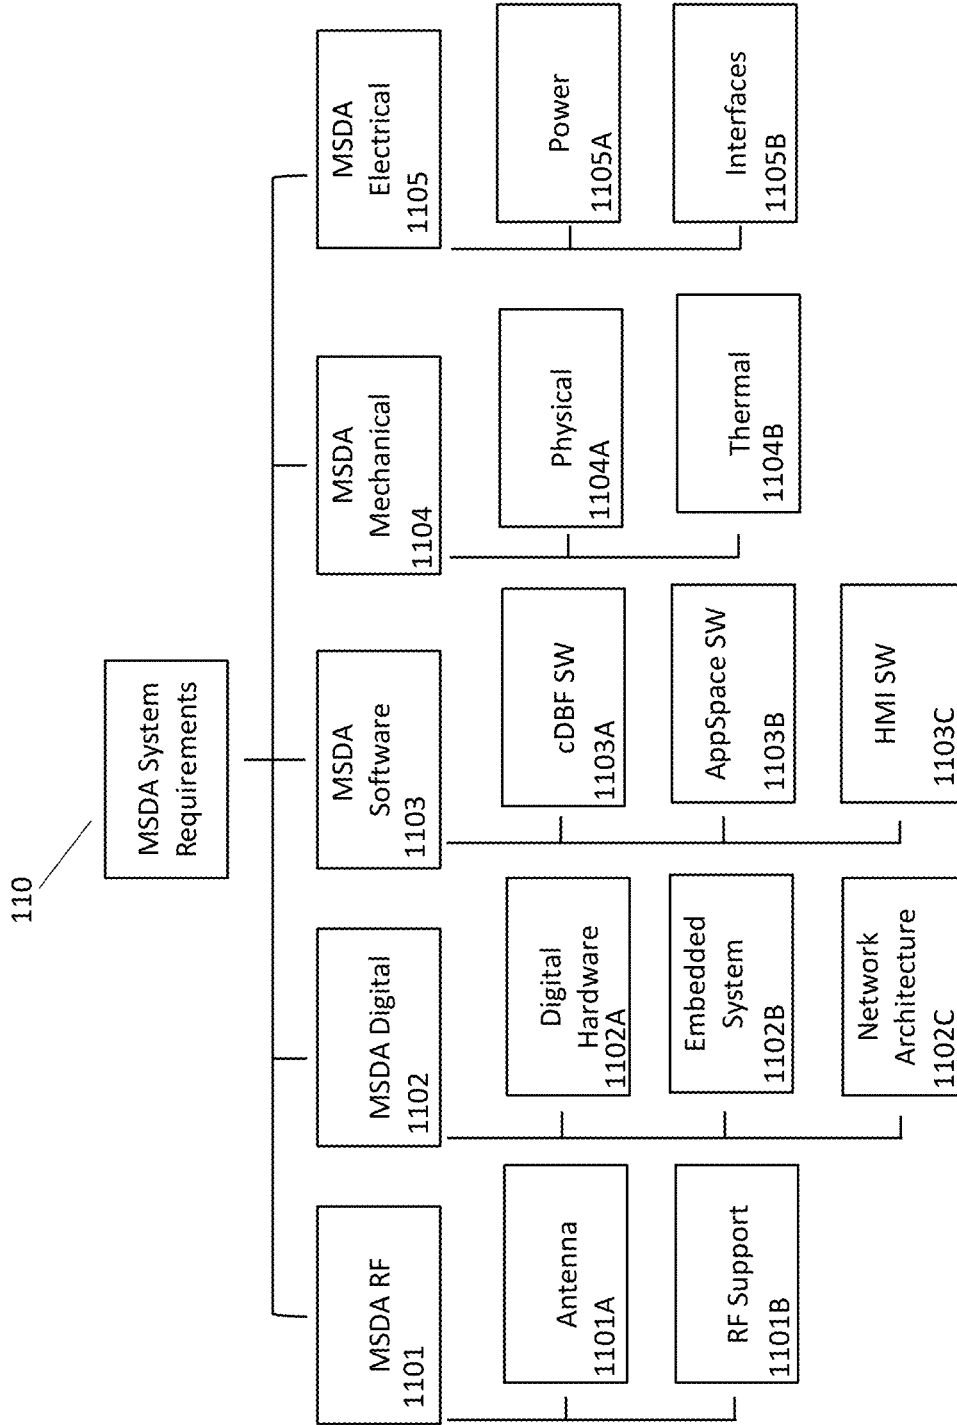 110
MSDA System
Requirements
MSDA RF
1101
MSDA Digital
1102
MSDA
Software
1103
MSDA
Mechanical
1104
MSDA
Electrical
1105
Antenna
1101A
RF Support
1101B
Digital
Hardware
1102A
Embedded
System
1102B
Network
Architecture
1102C
cDBF SW
1103A
AppSpace SW
1103B
HMI SW
1103C
Physical
1104A
Thermal
1104B
Power
1105A
Interfaces
1105B